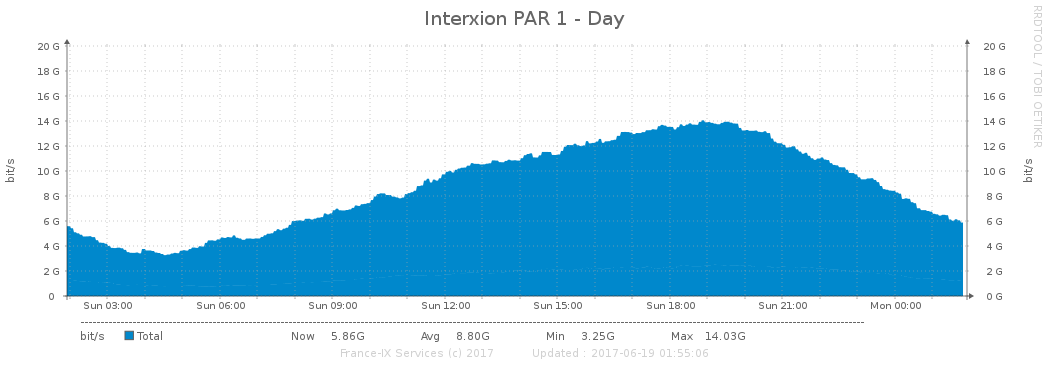 Interxion PAR 1 - Day
RRDTOOL / TOBI OETIKER
20 G 20 G
18 G 18 G
16 G 16 G
14 G 14 G
12 G 12 G
10 G 10 G
8 G 8 G
6 G 6 G
4 G 4 G
2 G 2 G
0 0 G
bit/s
bit/s
Sun 03:00 Sun 06:00 Sun 09:00 Sun 12:00 Sun 15:00 Sun 18:00 Sun 21:00 Mon 00:00
bit/s Total Now 5.86G Avg 8.80G Min 3.25G Max 14.03G
France-IX Services (c) 2017 Updated : 2017-06-19 01:55:06